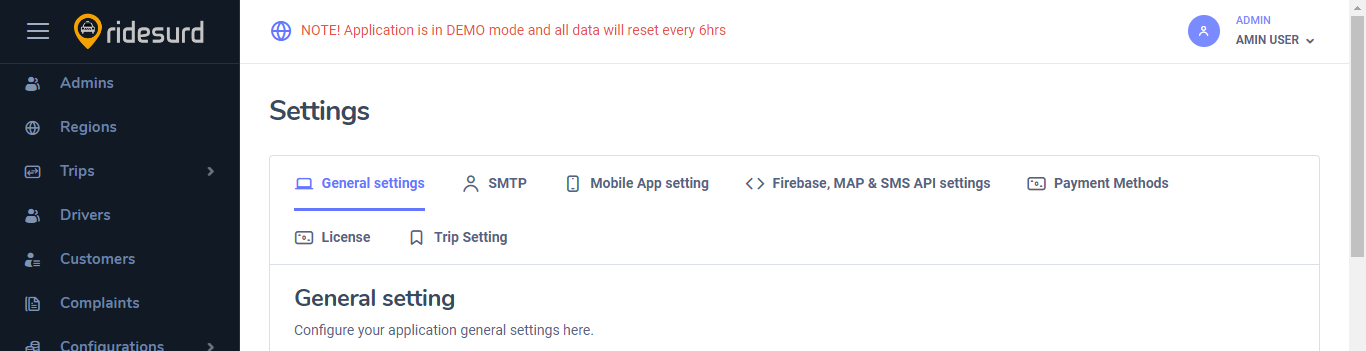 ridesurd
NOTE! Application is in DEMO mode and all data will reset every 6hrs
ADMIN
AMIN USER
Admins
Regions
Trips
Drivers
Customers
Complaints
Configurations
Settings
General settings
SMTP
Mobile App setting
Firebase, MAP & SMS API settings
Payment Methods
License
Trip Setting
General setting
Configure your application general settings here.